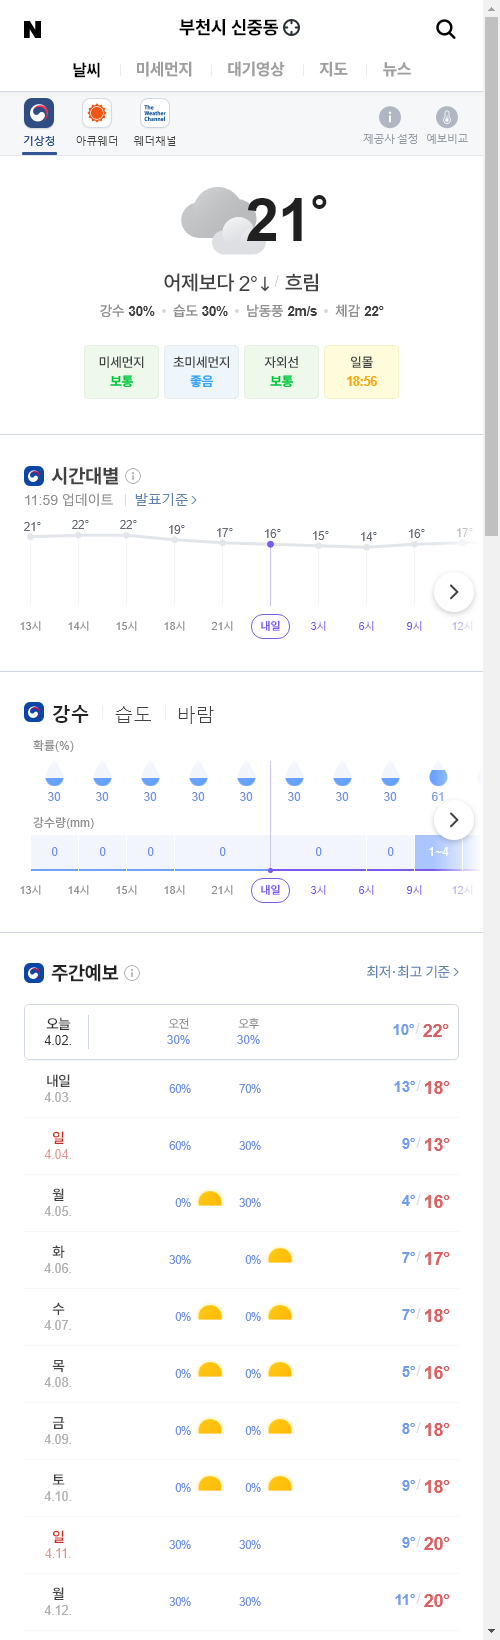 N
부천시 신중동
날씨 미세먼지 대기영상 지도 뉴스
The Weather Channel
기상청 아큐웨더 웨더채널 제공사 설정 예보비교
21°
어제보다 2°↓ / 흐림
강수 30% • 습도 30% • 남동풍 2m/s • 체감 22°
미세먼지 초미세먼지 자외선 일몰
보통 좋음 보통 18:56
시간대별
11:59 업데이트 발표기준 >
21° 22° 22° 19° 17° 16° 15° 14° 16° 17°
13시 14시 15시 18시 21시 내일 3시 6시 9시 12시
강수 습도 바람
확률(%)
30 30 30 30 30 30 30 30 61
강수량(mm)
0 0 0 0 0 0 1~4
13시 14시 15시 18시 21시 내일 3시 6시 9시 12시
주간예보 최저·최고 기준 >
오늘 오전 오후
4.02. 30% 30% 10° / 22°
내일
4.03. 60% 70% 13° / 18°
일
4.04. 60% 30% 9° / 13°
월
4.05. 0% 30% 4° / 16°
화
4.06. 30% 0% 7° / 17°
수
4.07. 0% 0% 7° / 18°
목
4.08. 0% 0% 5° / 16°
금
4.09. 0% 0% 8° / 18°
토
4.10. 0% 0% 9° / 18°
일
4.11. 30% 30% 9° / 20°
월
4.12. 30% 30% 11° / 20°